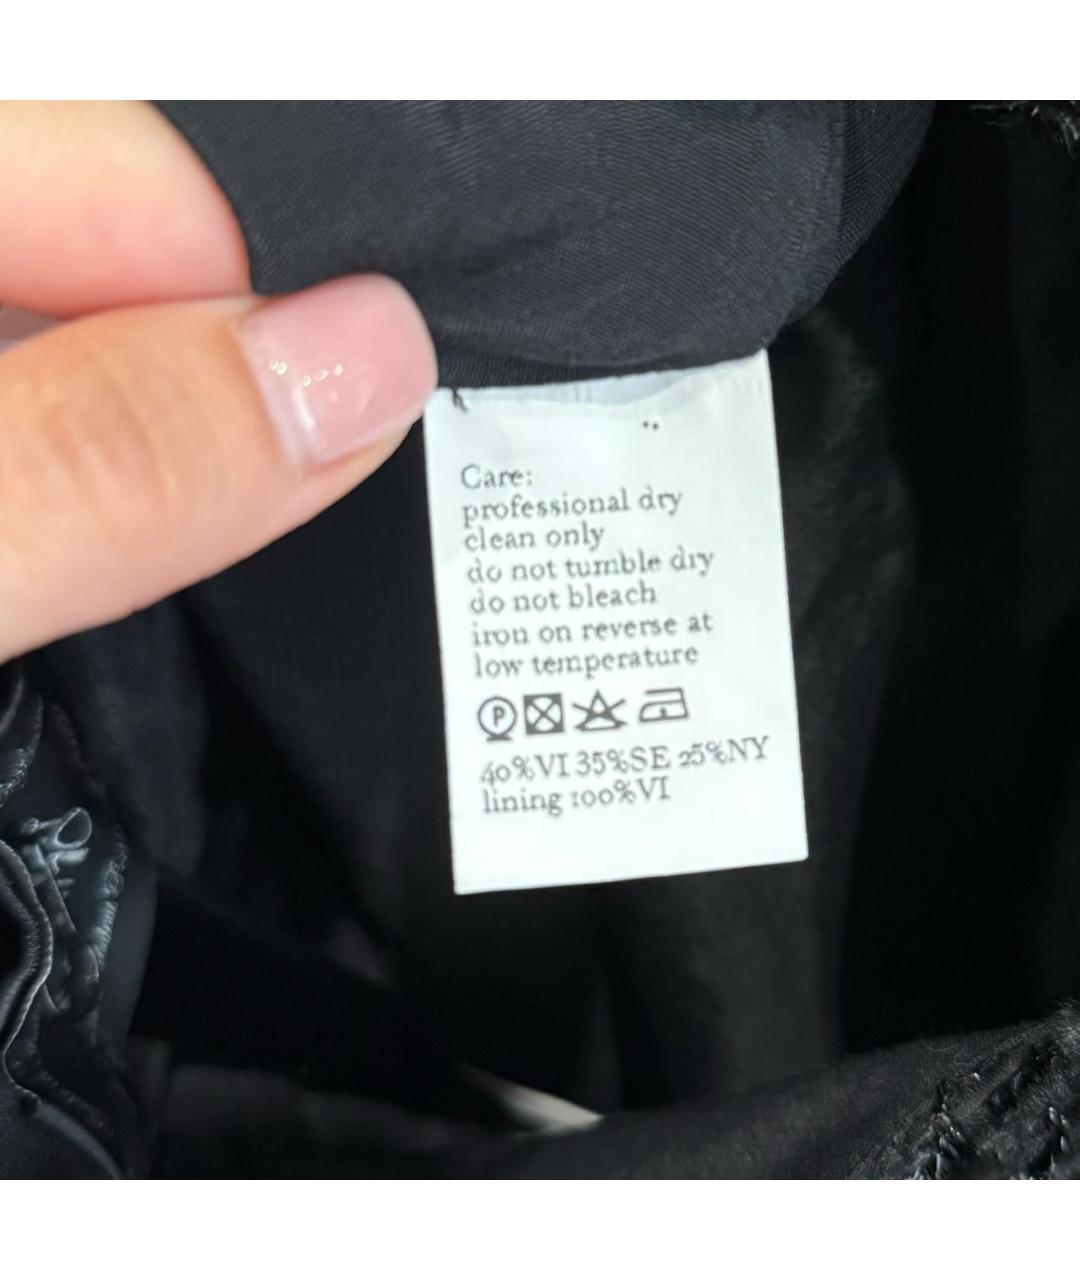 Care:
professional dry
clean only
do not tumble dry
do not bleach
iron on reverse at
low temperature
P
40%VI 35%SE 25%NY
lining 100%VI